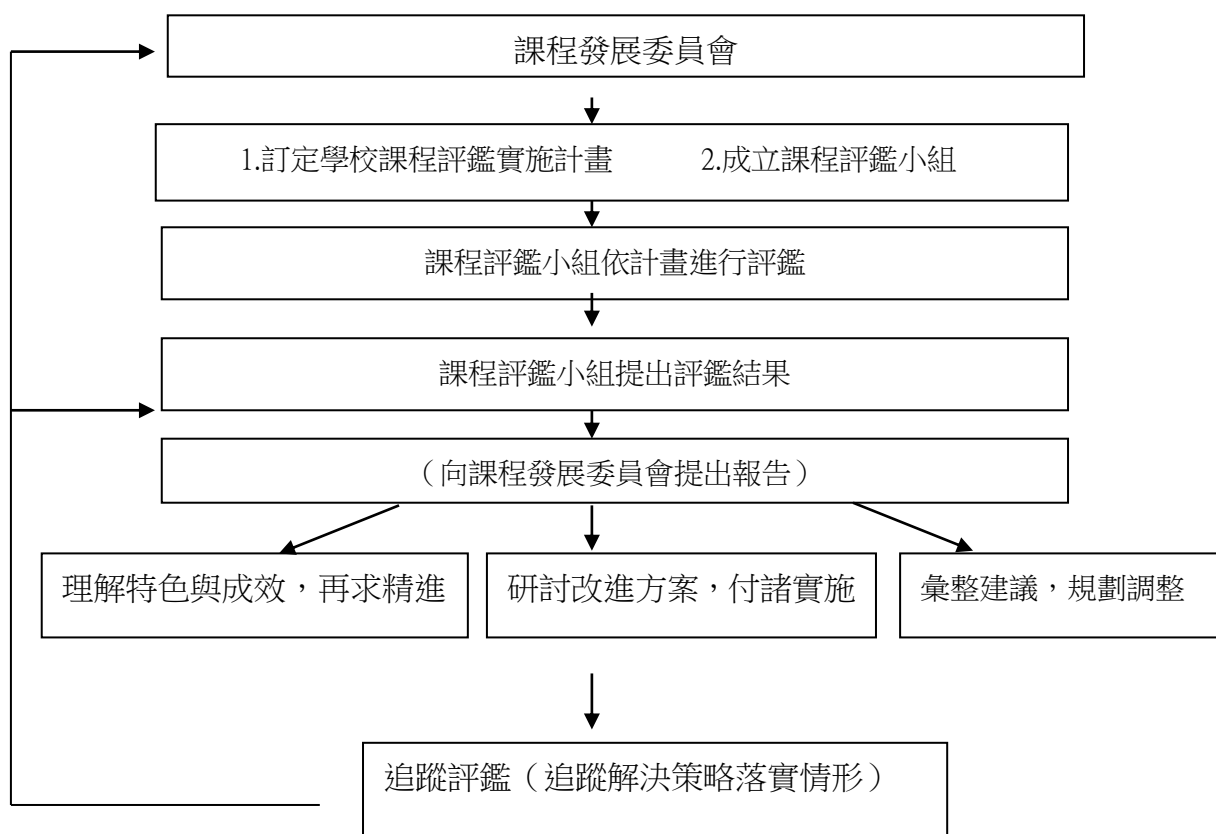 課程發展委員會
1.訂定學校課程評鑑實施計畫　　2.成立課程評鑑小組
課程評鑑小組依計畫進行評鑑
課程評鑑小組提出評鑑結果
（向課程發展委員會提出報告）
理解特色與成效，再求精進
研討改進方案，付諸實施
彙整建議，規劃調整
追蹤評鑑（追蹤解決策略落實情形）